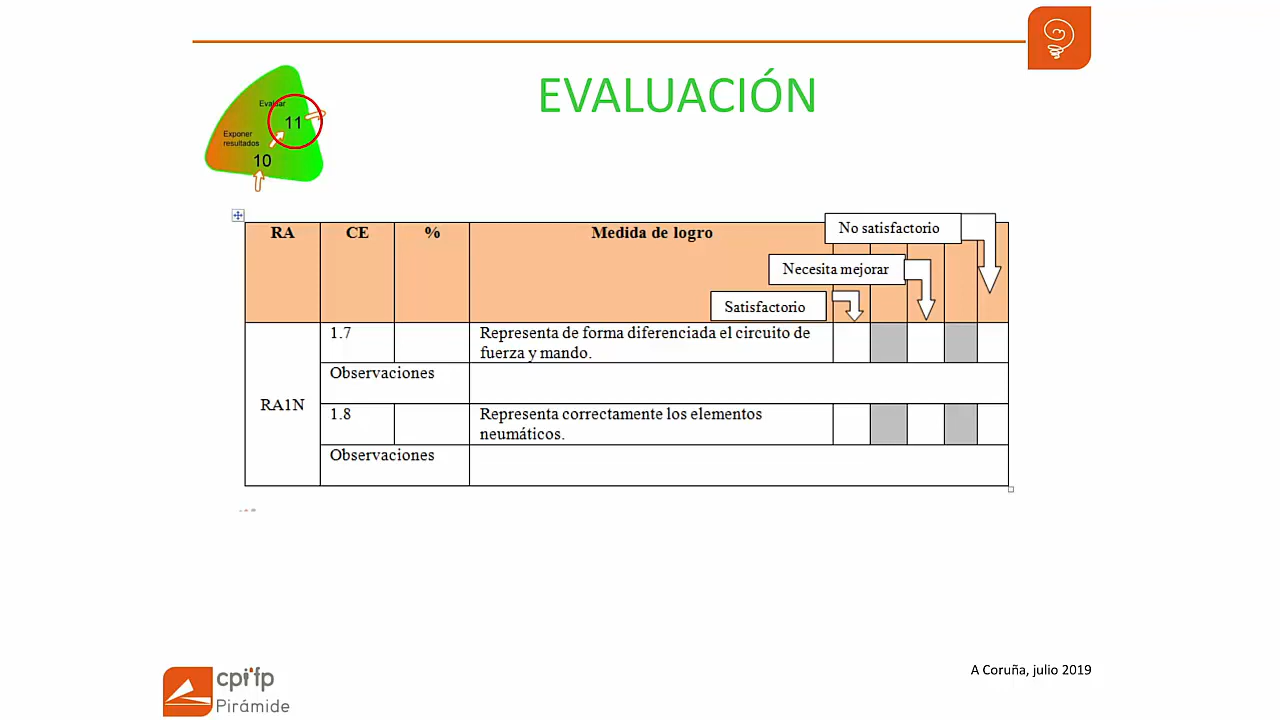 EVALUACIÓN
Evaluar
11
Exponer
resultados
10
RA
CE
%
Medida de logro
No satisfactorio
Necesita mejorar
Satisfactorio
RA1N
1.7
Representa de forma diferenciada el circuito de
fuerza y mando.
Observaciones
1.8
Representa correctamente los elementos
neumáticos.
Observaciones
cpifp
Pirámide
A Coruña, julio 2019